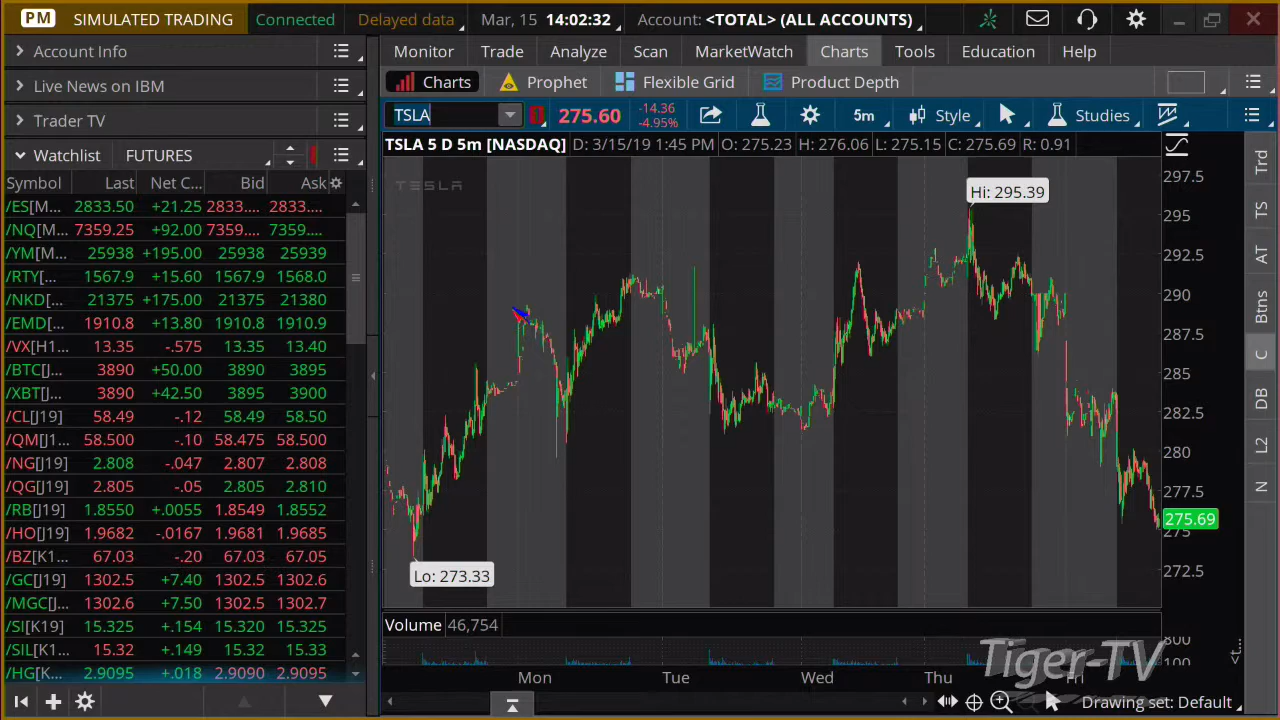 PM SIMULATED TRADING Connected Delayed data Mar, 15 14:02:32 Account: <TOTAL> (ALL ACCOUNTS)
Account Info
Live News on IBM
Trader TV
Watchlist FUTURES
Symbol Last Net C... Bid Ask
/ES[M... 2833.50 +21.25 2833.... 2833....
/NQ[M... 7359.25 +92.00 7359.... 7359....
/YM[M... 25938 +195.00 25938 25939
/RTY[... 1567.9 +15.60 1567.9 1568.0
/NKD[... 21375 +175.00 21375 21380
/EMD[... 1910.8 +13.80 1910.8 1910.9
/VX[H1... 13.35 -.575 13.35 13.40
/BTC[J... 3890 +50.00 3890 3895
/XBT[J... 3890 +42.50 3890 3900
/CL[J19] 58.49 -.12 58.49 58.50
/QM[J1... 58.500 -.10 58.475 58.500
/NG[J19] 2.808 -.047 2.807 2.808
/QG[J19] 2.805 -.05 2.805 2.810
/RB[J19] 1.8550 +.0055 1.8549 1.8552
/HO[J19] 1.9682 -.0167 1.9681 1.9685
/BZ[K1... 67.03 -.20 67.03 67.05
/GC[J19] 1302.5 +7.40 1302.5 1302.6
/MGC[J... 1302.6 +7.50 1302.5 1302.7
/SI[K19] 15.325 +.154 15.320 15.325
/SIL[K... 15.32 +.149 15.32 15.33
/HG[K... 2.9095 +.018 2.9090 2.9095
Monitor Trade Analyze Scan MarketWatch Charts Tools Education Help
Charts Prophet Flexible Grid Product Depth
TSLA 275.60 -14.36 -4.95% 5m Style Studies
TSLA 5 D 5m [NASDAQ] D: 3/15/19 1:45 PM O: 275.23 H: 276.06 L: 275.15 C: 275.69 R: 0.91
TESLA
Hi: 295.39
Lo: 273.33
297.5
295
292.5
290
287.5
285
282.5
280
277.5
275.69
275
272.5
Volume 46,754
800
100
Mon Tue Wed Thu Fri
Tiger-TV
Drawing set: Default
Trd
TS
AT
Btns
C
DB
L2
N